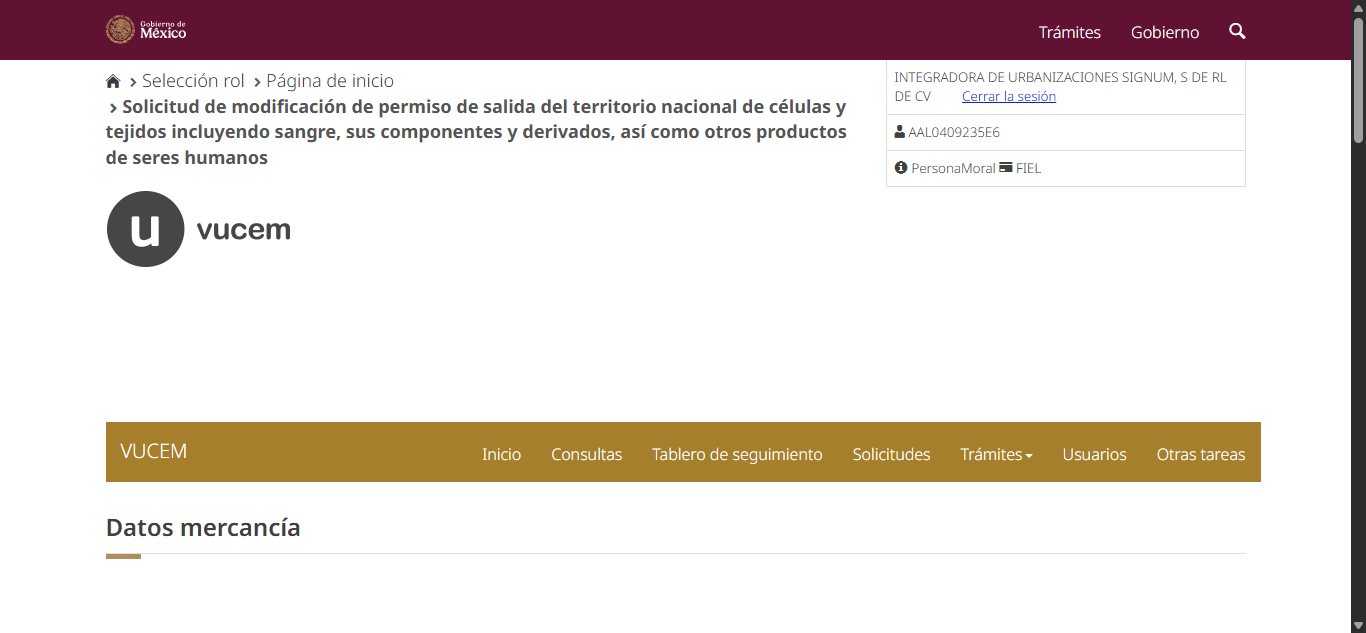 Gobierno de
México
Trámites
Gobierno
Selección rol
Página de inicio
Solicitud de modificación de permiso de salida del territorio nacional de células y
tejidos incluyendo sangre, sus componentes y derivados, así como otros productos
de seres humanos
INTEGRADORA DE URBANIZACIONES SIGNUM, S DE RL
DE CV Cerrar la sesión
AAL0409235E6
PersonaMoral FIEL
u vucem
VUCEM
Inicio
Consultas
Tablero de seguimiento
Solicitudes
Trámites
Usuarios
Otras tareas
Datos mercancía